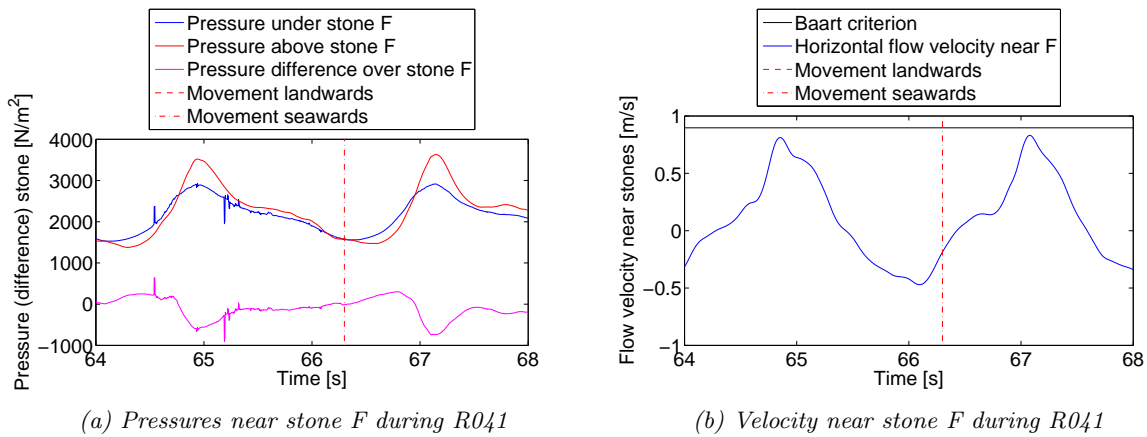 Pressure under stone F
Pressure above stone F
Pressure difference over stone F
Movement landwards
Movement seawards
Pressure (difference) stone [N/m²]
4000
3000
2000
1000
0
−1000
64
65
66
67
68
Time [s]
(a) Pressures near stone F during R041
Baart criterion
Horizontal flow velocity near F
Movement landwards
Movement seawards
Flow velocity near stones [m/s]
1
0.5
0
−0.5
−1
64
65
66
67
68
Time [s]
(b) Velocity near stone F during R041